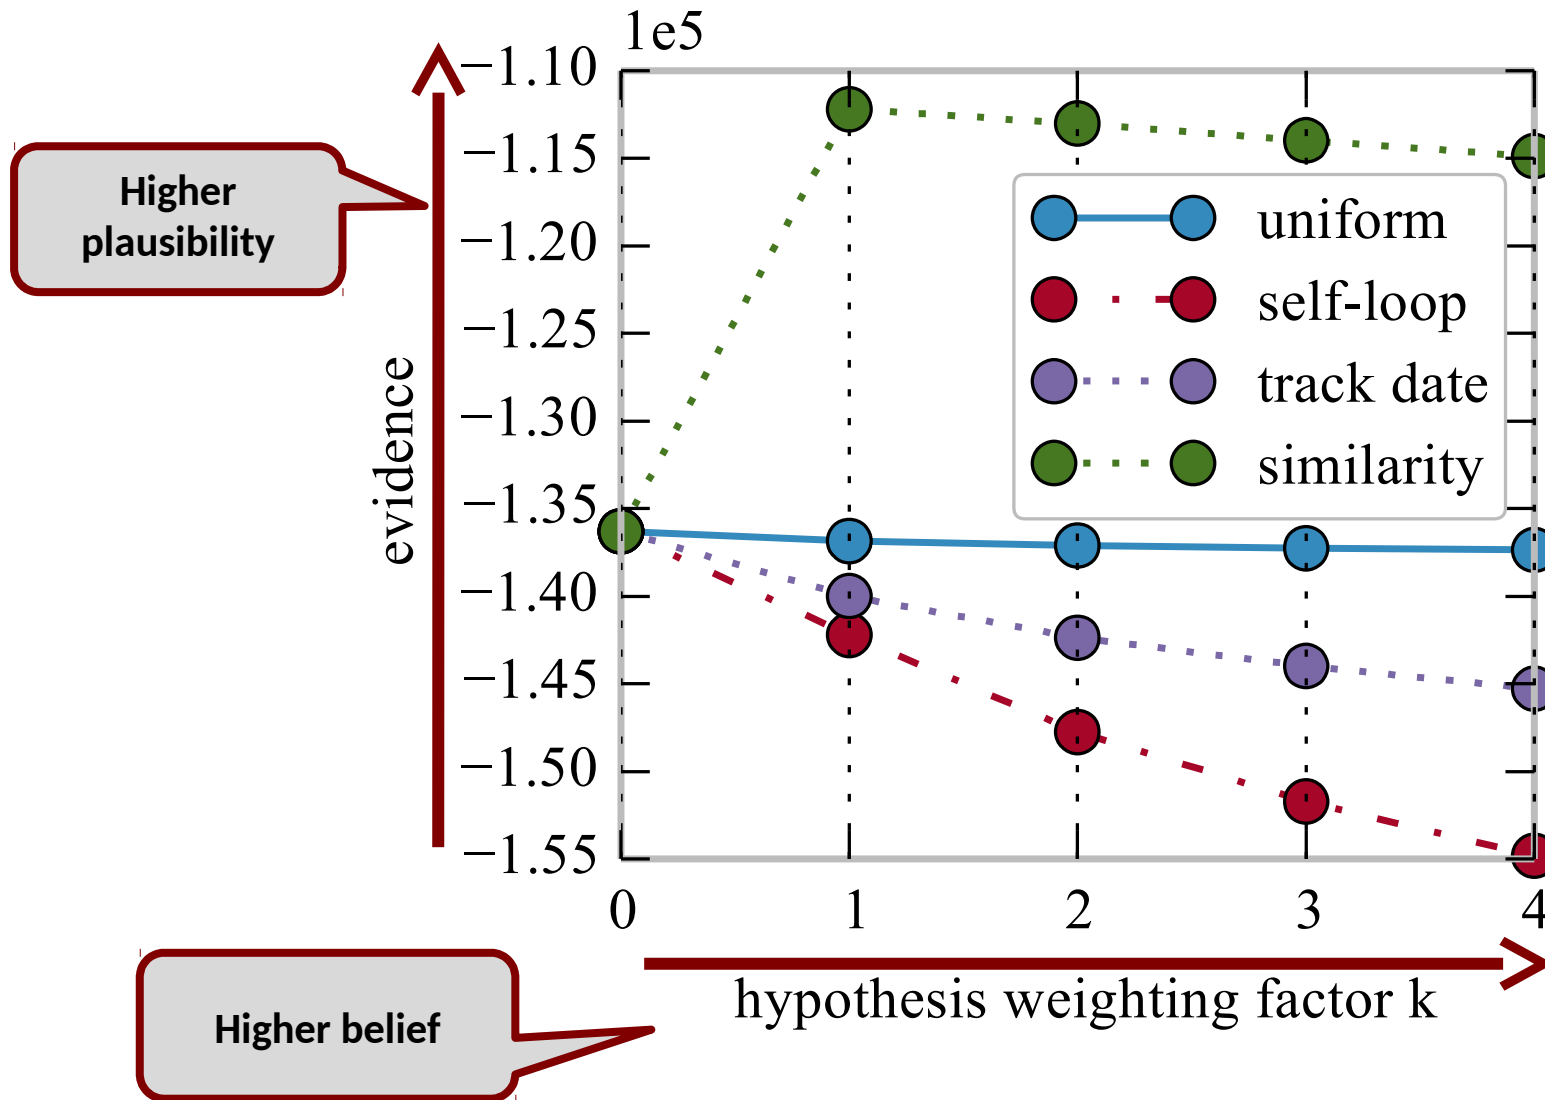 1e5
−1.10
−1.15
−1.20
−1.25
−1.30
−1.35
−1.40
−1.45
−1.50
−1.55
Higher
plausibility
evidence
uniform
self-loop
track date
similarity
0 1 2 3 4
hypothesis weighting factor k
Higher belief